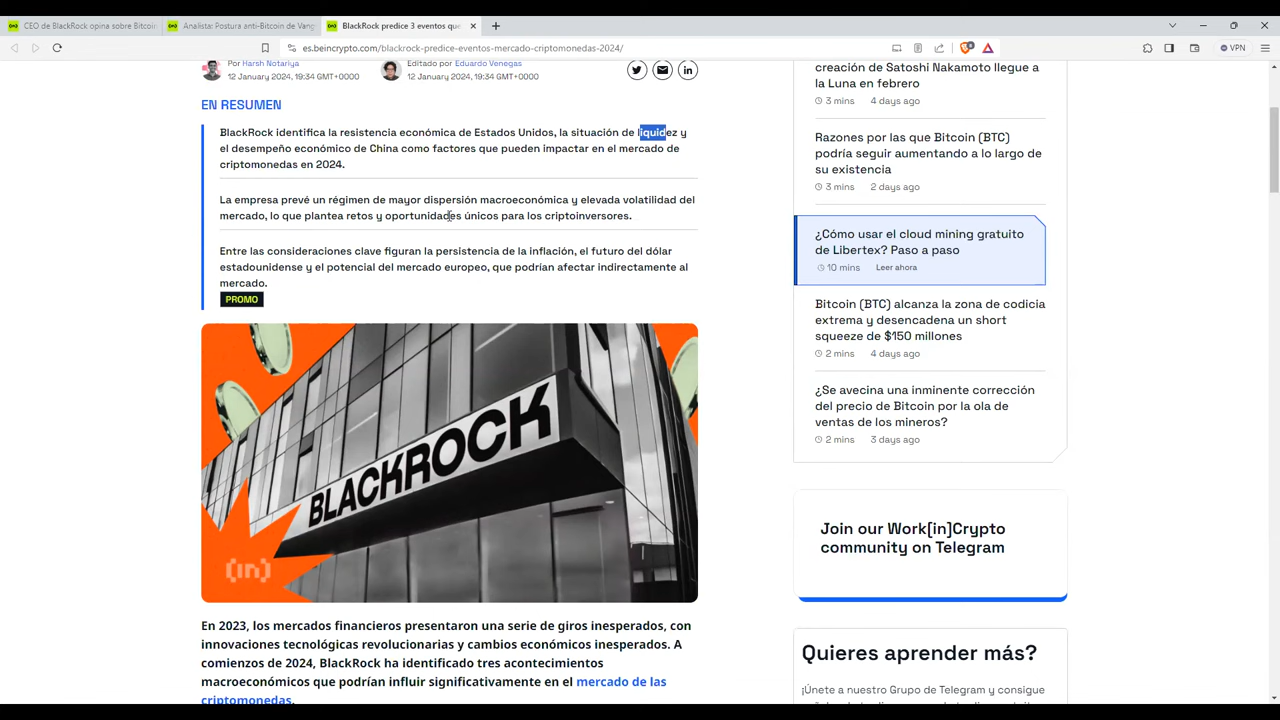 CEO de BlackRock opina sobre Bitcoin
Analista: Postura anti-Bitcoin de Vang
BlackRock predice 3 eventos que
es.beincrypto.com/blackrock-predice-eventos-mercado-criptomonedas-2024/
VPN
Por Harsh Notariya
12 January 2024, 19:34 GMT+0000
Editado por Eduardo Venegas
12 January 2024, 19:34 GMT+0000
EN RESUMEN
BlackRock identifica la resistencia económica de Estados Unidos, la situación de liquidez y
el desempeño económico de China como factores que pueden impactar en el mercado de
criptomonedas en 2024.
La empresa prevé un régimen de mayor dispersión macroeconómica y elevada volatilidad del
mercado, lo que plantea retos y oportunidades únicos para los criptoinversores.
Entre las consideraciones clave figuran la persistencia de la inflación, el futuro del dólar
estadounidense y el potencial del mercado europeo, que podrían afectar indirectamente al
mercado.
PROMO
BLACKROCK
(in)
En 2023, los mercados financieros presentaron una serie de giros inesperados, con
innovaciones tecnológicas revolucionarias y cambios económicos inesperados. A
comienzos de 2024, BlackRock ha identificado tres acontecimientos
macroeconómicos que podrían influir significativamente en el mercado de las
criptomonedas.
creación de Satoshi Nakamoto llegue a
la Luna en febrero
3 mins 4 days ago
Razones por las que Bitcoin (BTC)
podría seguir aumentando a lo largo de
su existencia
3 mins 2 days ago
¿Cómo usar el cloud mining gratuito
de Libertex? Paso a paso
10 mins Leer ahora
Bitcoin (BTC) alcanza la zona de codicia
extrema y desencadena un short
squeeze de $150 millones
2 mins 4 days ago
¿Se avecina una inminente corrección
del precio de Bitcoin por la ola de
ventas de los mineros?
2 mins 3 days ago
Join our Work[in]Crypto
community on Telegram
Quieres aprender más?
¡Únete a nuestro Grupo de Telegram y consigue